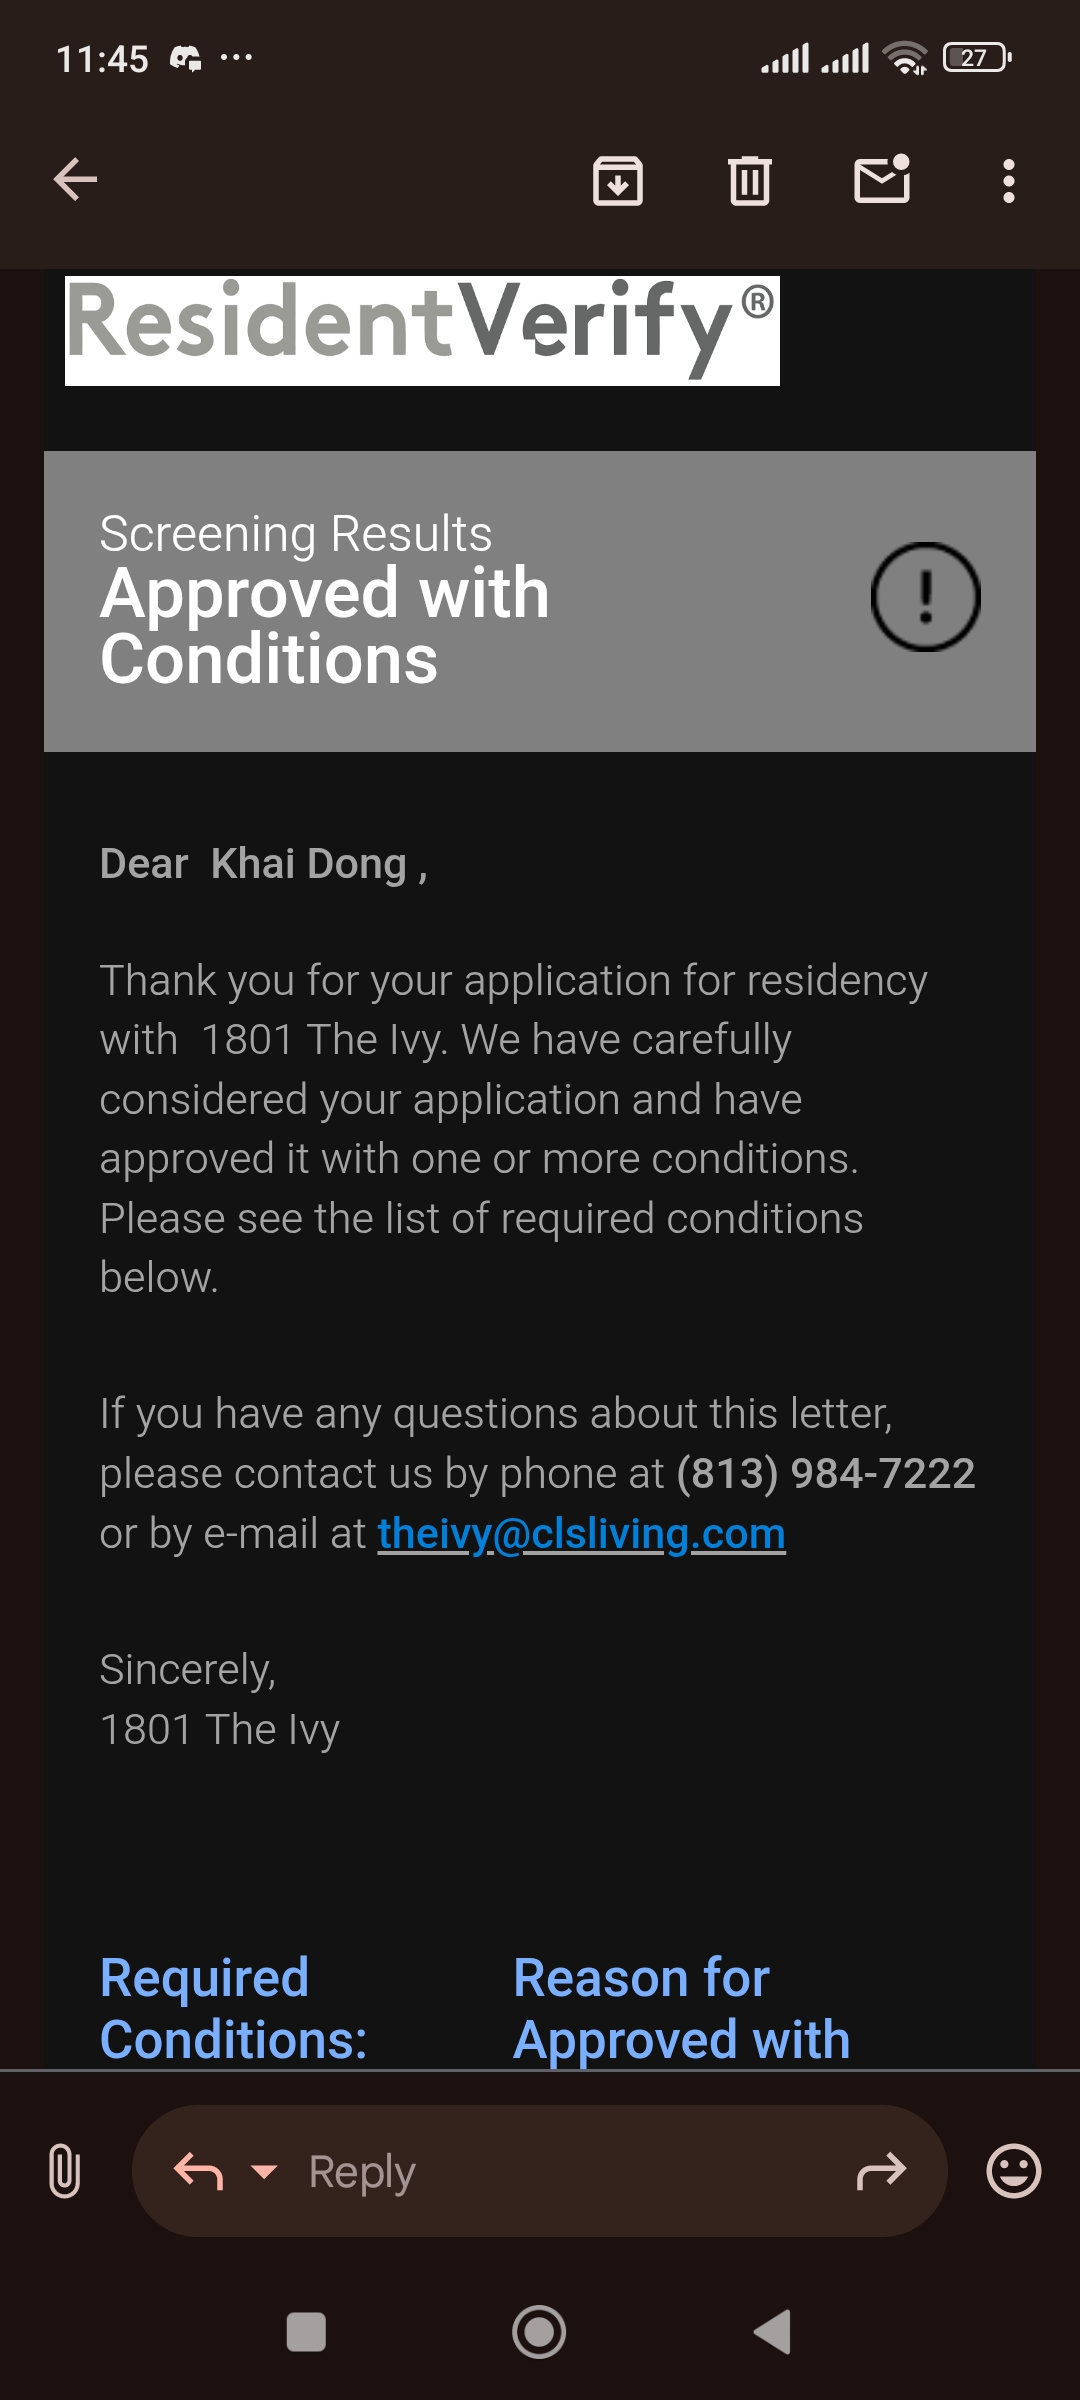 11:45
27
ResidentVerify®
Screening Results
Approved with
Conditions
Dear Khai Dong ,
Thank you for your application for residency
with 1801 The Ivy. We have carefully
considered your application and have
approved it with one or more conditions.
Please see the list of required conditions
below.
If you have any questions about this letter,
please contact us by phone at (813) 984-7222
or by e-mail at theivy@clsliving.com
Sincerely,
1801 The Ivy
Required
Conditions:
Reason for
Approved with
Reply